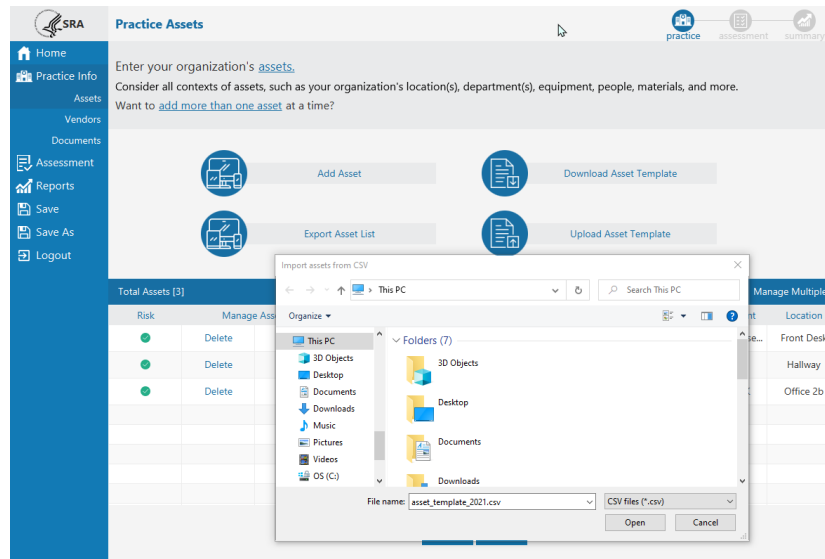 SRA
Practice Assets
practice
assessment
summary
Home
Practice Info
Assets
Vendors
Documents
Assessment
Reports
Save
Save As
Logout
Enter your organization's assets.
Consider all contexts of assets, such as your organization's location(s), department(s), equipment, people, materials, and more.
Want to add more than one asset at a time?
Add Asset
Download Asset Template
Export Asset List
Upload Asset Template
Total Assets [3]
Manage Multiple
Risk
Manage Ass
nt
Location
Delete
se...
Front Desk
Delete
Hallway
Delete
Office 2b
Import assets from CSV
This PC
Search This PC
Organize
This PC
3D Objects
Desktop
Documents
Downloads
Music
Pictures
Videos
OS (C:)
Folders (7)
3D Objects
Desktop
Documents
Downloads
File name: asset_template_2021.csv
CSV files (*.csv)
Open
Cancel